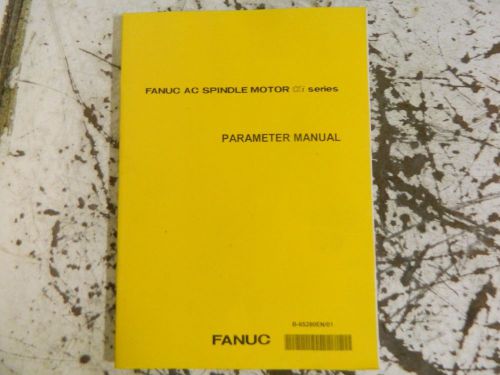 FANUC AC SPINDLE MOTOR αi series
PARAMETER MANUAL
B-65280EN/01
FANUC